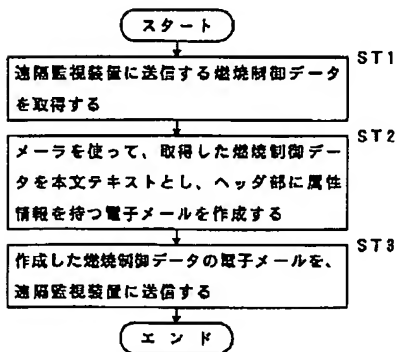 スタート
ST1
遠隔監視装置に送信する燃焼制御データ
を取得する
ST2
メーラを使って、取得した燃焼制御デー
タを本文テキストとし、ヘッダ部に属性
情報を持つ電子メールを作成する
ST3
作成した燃焼制御データの電子メールを、
遠隔監視装置に送信する
エンド